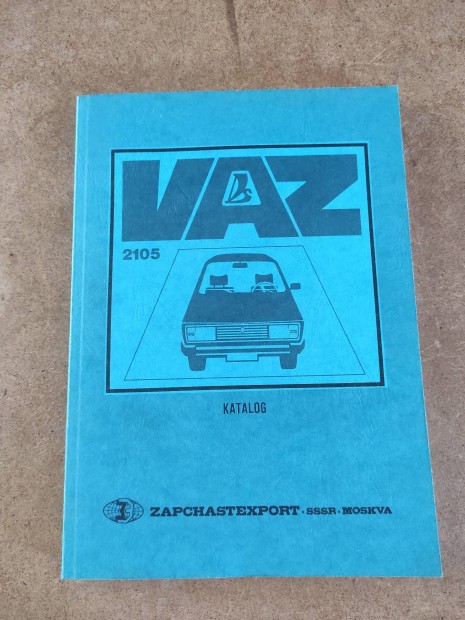 VAZ
2105
KATALOG
ZAPCHASTEXPORT · SSSR · MOSKVA